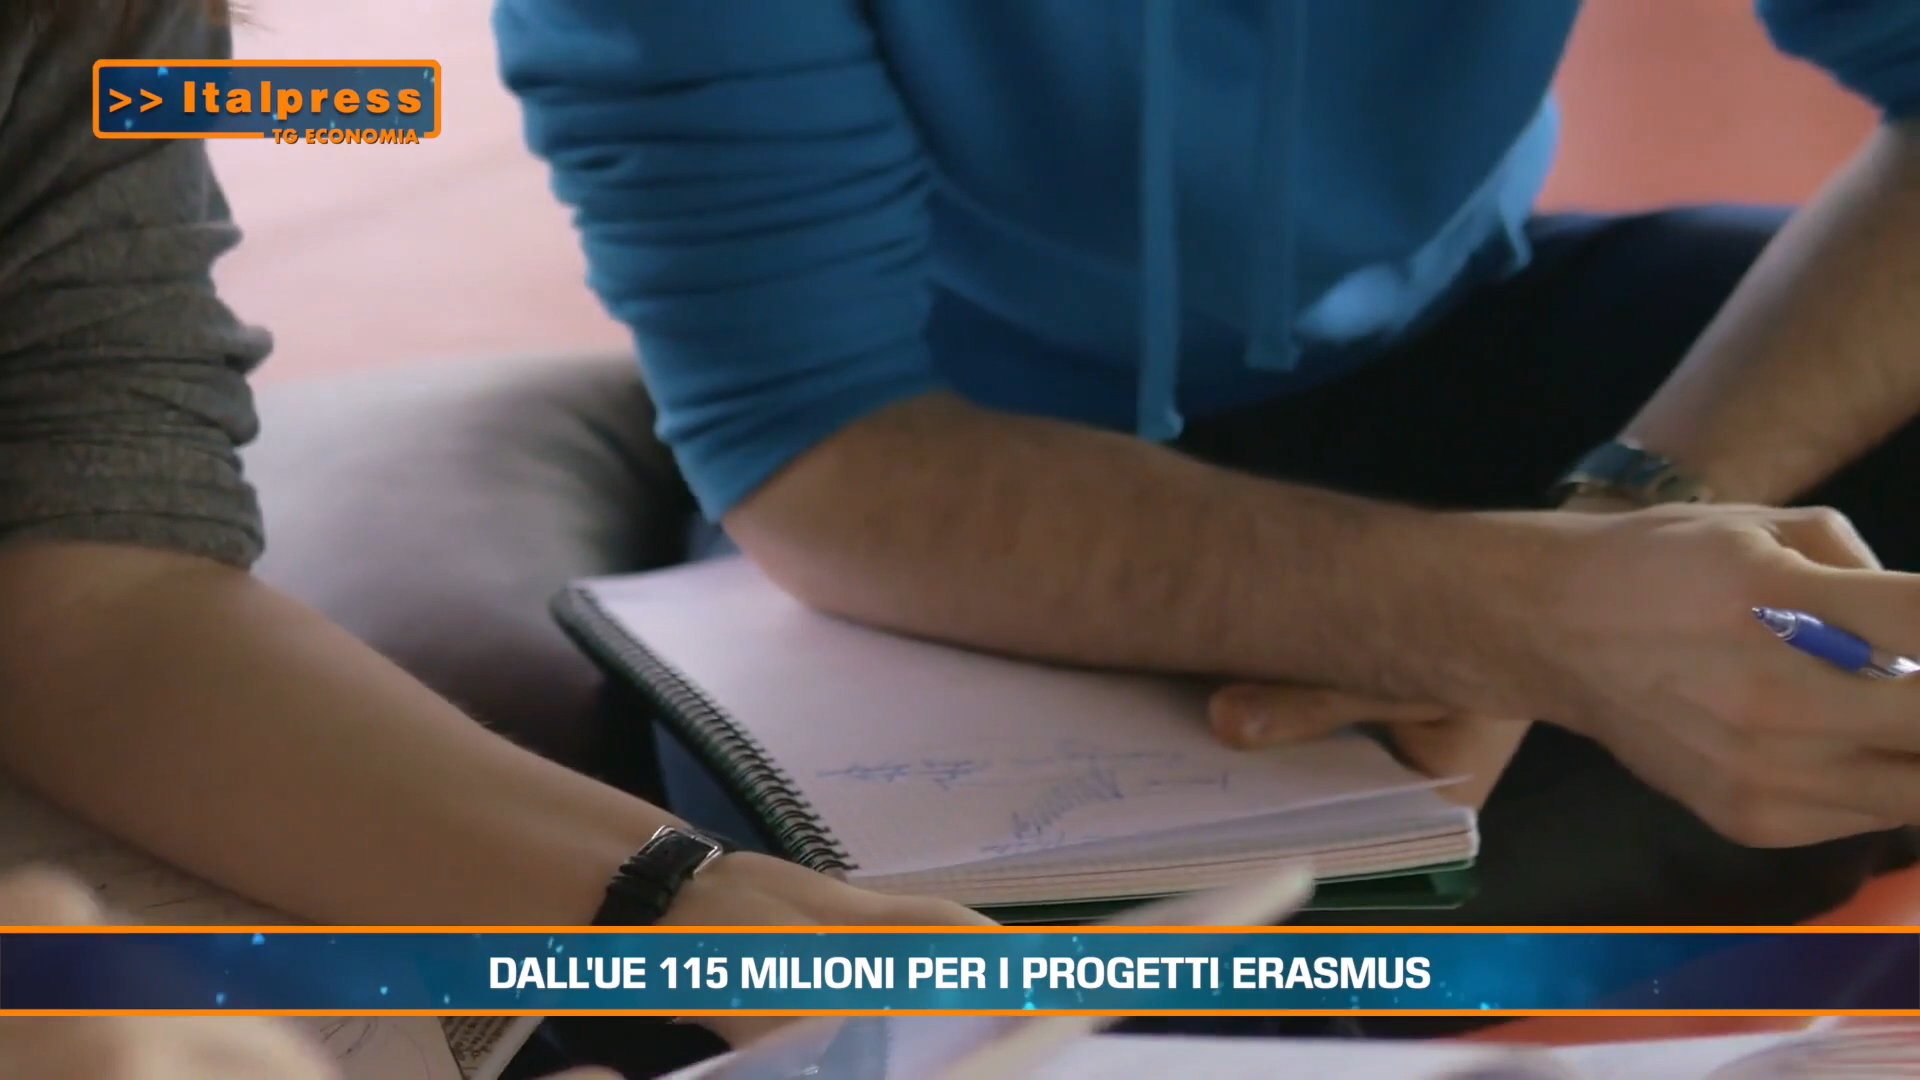 >> Italpress
TG ECONOMIA
DALL'UE 115 MILIONI PER I PROGETTI ERASMUS